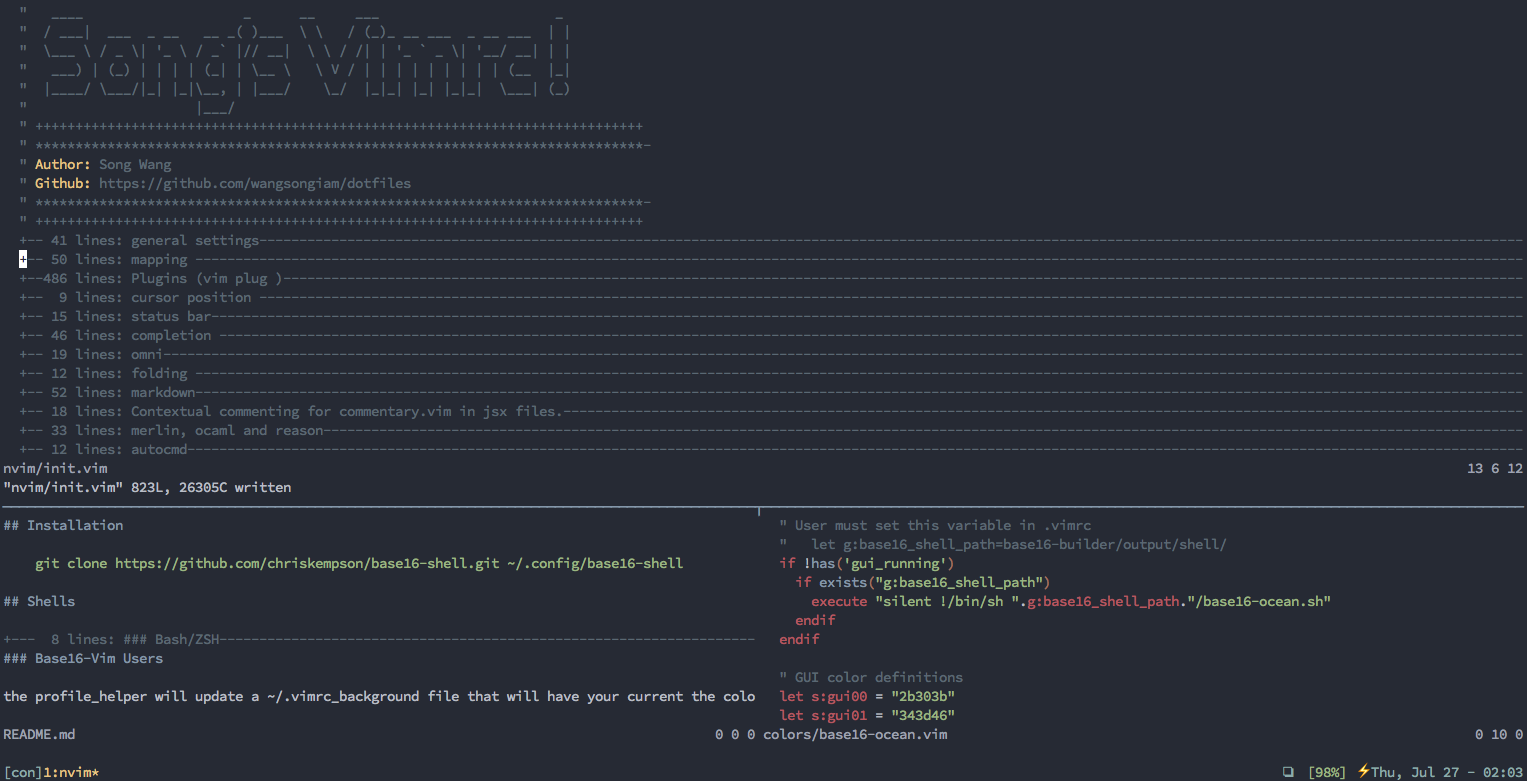 "   ____                        _      __     ___                      _
"  / ___|  ___  _ __   __ _( )___  \ \   / (_)_ __ ___  _ __ ___  | |
"  \___ \ / _ \| '_ \ / _` |// __|  \ \ / /| | '_ ` _ \| '__/ __| | |
"   ___) | (_) | | | | (_| | \__ \   \ V / | | | | | | | | | (__  |_|
"  |____/ \___/|_| |_|\__, | |___/    \_/  |_|_| |_| |_|_|  \___| (_)
"                     |___/
" ++++++++++++++++++++++++++++++++++++++++++++++++++++++++++++++++++++++++++++
" ****************************************************************************-
" Author: Song Wang
" Github: https://github.com/wangsongiam/dotfiles
" ****************************************************************************-
" ++++++++++++++++++++++++++++++++++++++++++++++++++++++++++++++++++++++++++++
+-- 41 lines: general settings
+-- 50 lines: mapping
+--486 lines: Plugins (vim plug )
+--  9 lines: cursor position
+-- 15 lines: status bar
+-- 46 lines: completion
+-- 19 lines: omni
+-- 12 lines: folding
+-- 52 lines: markdown
+-- 18 lines: Contextual commenting for commentary.vim in jsx files.
+-- 33 lines: merlin, ocaml and reason
+-- 12 lines: autocmd
nvim/init.vim 13 6 12
"nvim/init.vim" 823L, 26305C written
## Installation
git clone https://github.com/chriskempson/base16-shell.git ~/.config/base16-shell
## Shells
+---  8 lines: ### Bash/ZSH
### Base16-Vim Users
the profile_helper will update a ~/.vimrc_background file that will have your current the colo
README.md 0 0 0
" User must set this variable in .vimrc
"   let g:base16_shell_path=base16-builder/output/shell/
if !has('gui_running')
  if exists("g:base16_shell_path")
    execute "silent !/bin/sh ".g:base16_shell_path."/base16-ocean.sh"
  endif
endif
" GUI color definitions
let s:gui00 = "2b303b"
let s:gui01 = "343d46"
colors/base16-ocean.vim 0 10 0
[con]1:nvim* ❏ [98%] ⚡Thu, Jul 27 - 02:03